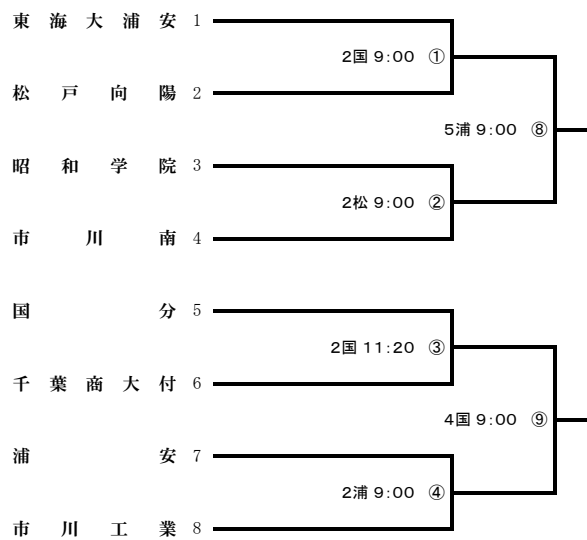 東海大浦安 1
2国 9:00 ①
松戸向陽 2
5浦 9:00 ⑧
昭和学院 3
2松 9:00 ②
市川南 4
国分 5
2国 11:20 ③
千葉商大付 6
4国 9:00 ⑨
浦安 7
2浦 9:00 ④
市川工業 8